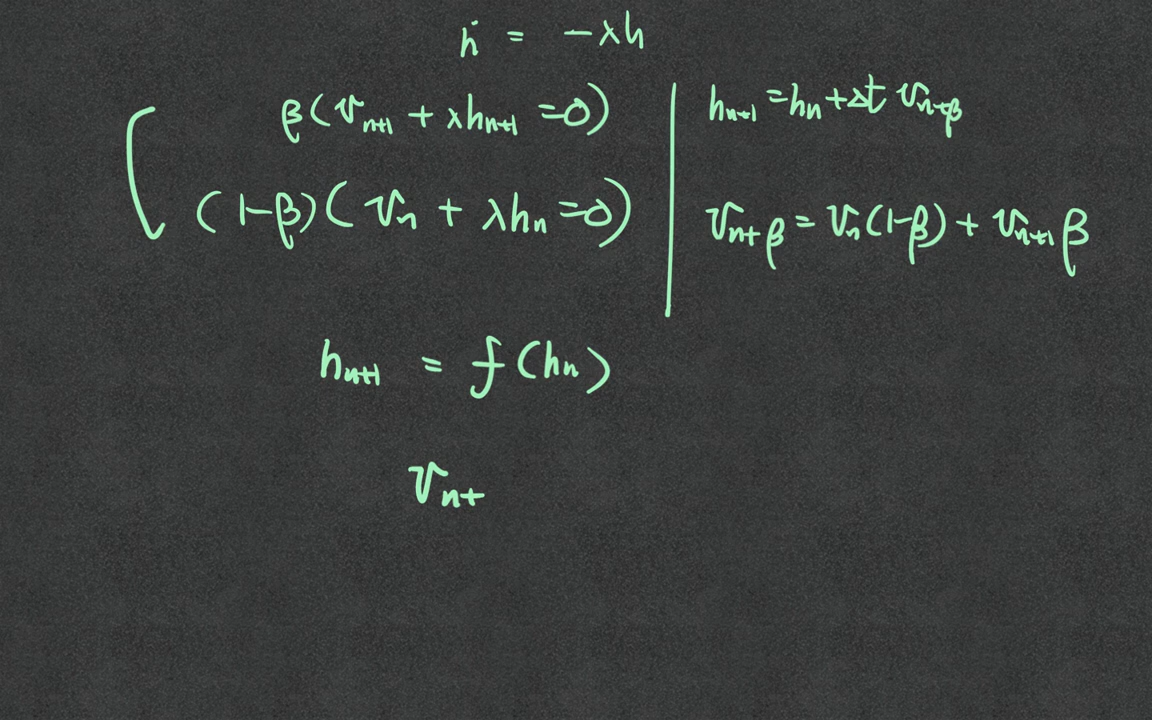 ḣ = -λh
β(v_{n+1} + λh_{n+1} = 0)
(1-β)(v_n + λh_n = 0)
h_{n+1} = h_n + Δt v_{n+β}
v_{n+β} = v_n(1-β) + v_{n+1}β
h_{n+1} = f(h_n)
v_{n+